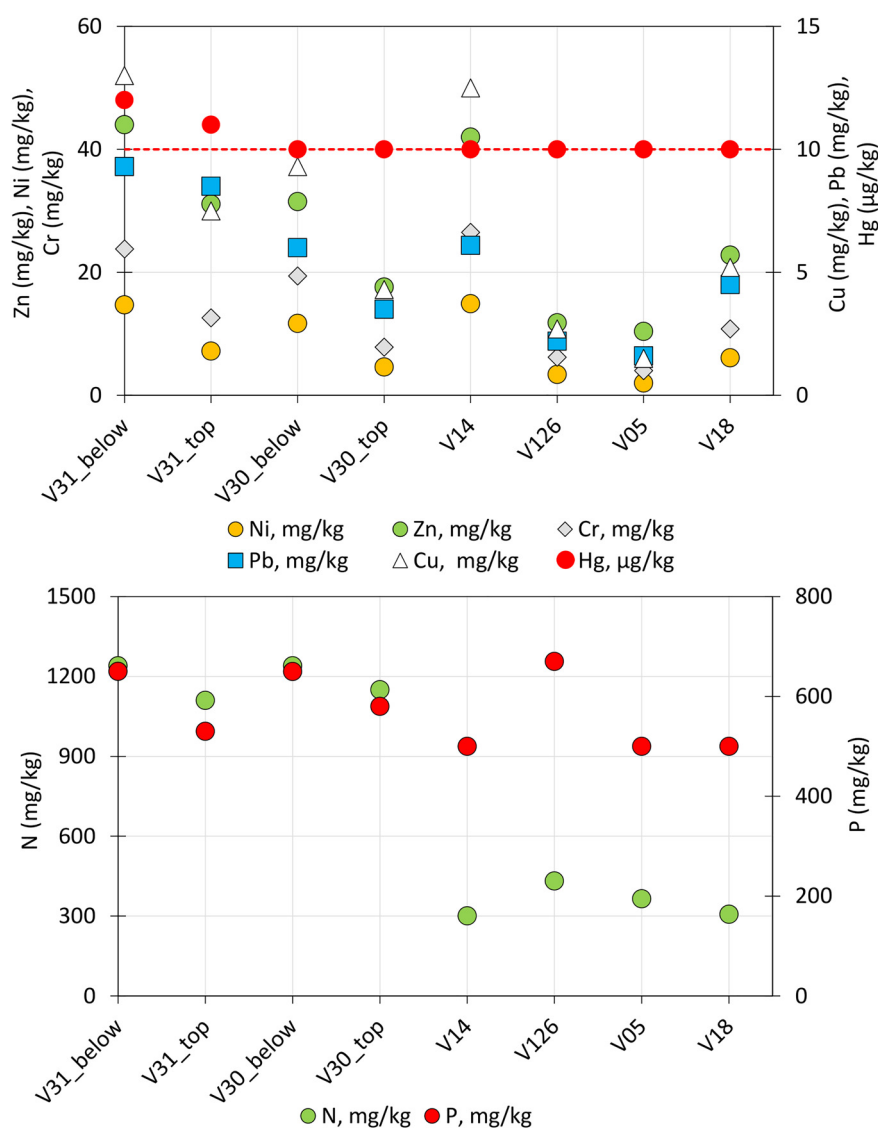 60
40
20
0
Zn (mg/kg), Ni (mg/kg),
Cr (mg/kg)
15
10
5
0
Cu (mg/kg), Pb (mg/kg),
Hg (µg/kg)
V31_below
V31_top
V30_below
V30_top
V14
V126
V05
V18
Ni, mg/kg
Zn, mg/kg
Cr, mg/kg
Pb, mg/kg
Cu, mg/kg
Hg, µg/kg
1500
1200
900
600
300
0
N (mg/kg)
800
600
400
200
0
P (mg/kg)
V31_below
V31_top
V30_below
V30_top
V14
V126
V05
V18
N, mg/kg
P, mg/kg